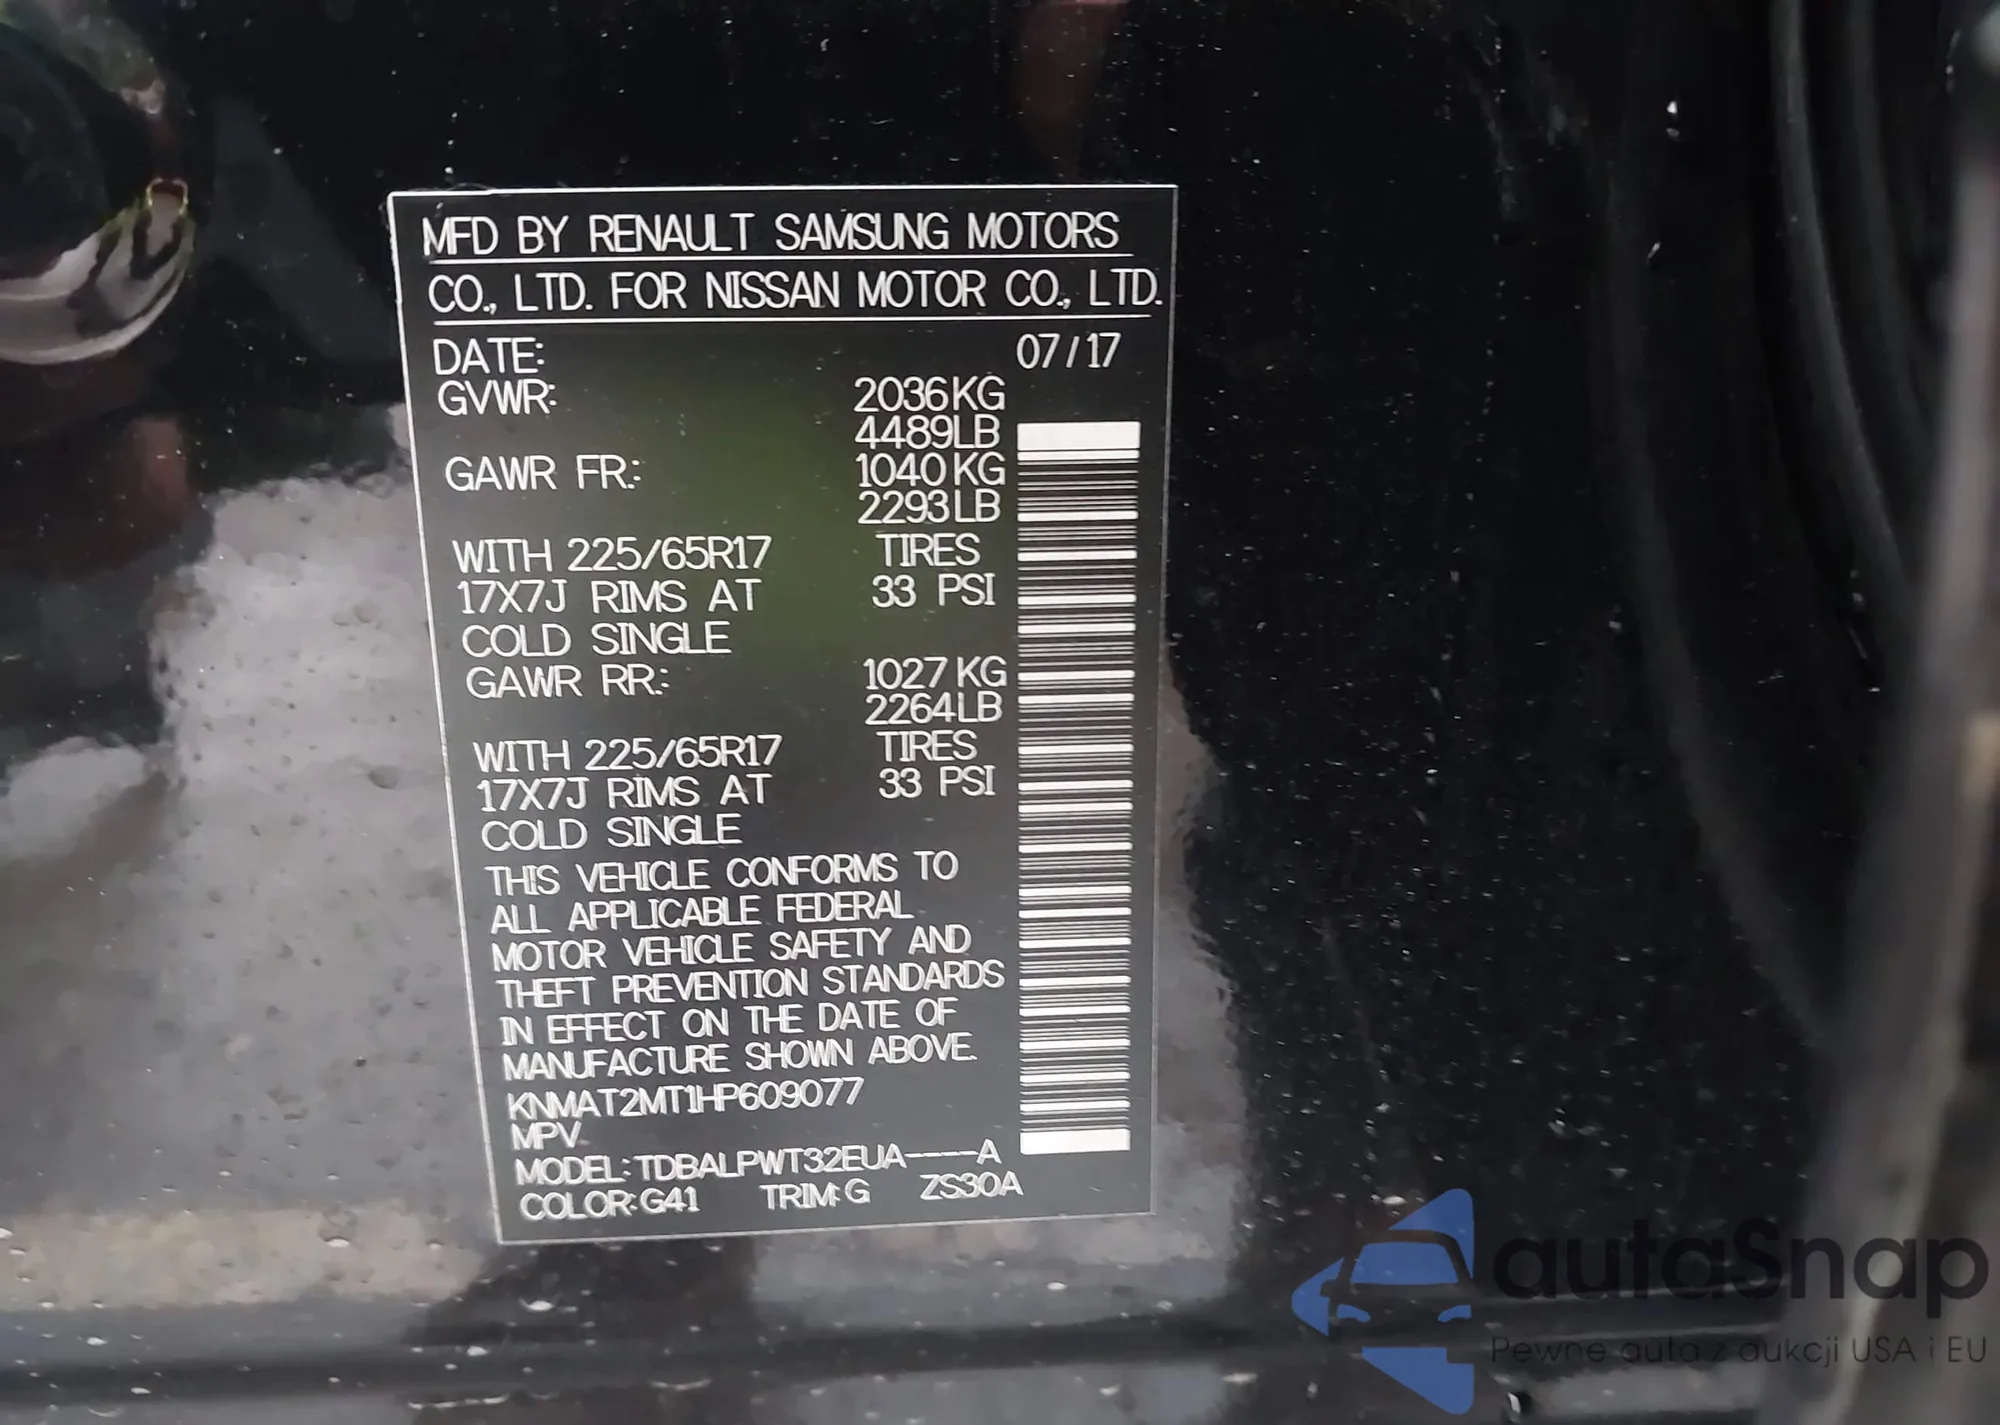 MFD BY RENAULT SAMSUNG MOTORS
CO., LTD. FOR NISSAN MOTOR CO., LTD.
DATE: 07/17
GVWR: 2036KG
4489LB
GAWR FR.: 1040KG
2293LB
WITH 225/65R17 TIRES
17X7J RIMS AT 33 PSI
COLD SINGLE
GAWR RR.: 1027KG
2264LB
WITH 225/65R17 TIRES
17X7J RIMS AT 33 PSI
COLD SINGLE
THIS VEHICLE CONFORMS TO
ALL APPLICABLE FEDERAL
MOTOR VEHICLE SAFETY AND
THEFT PREVENTION STANDARDS
IN EFFECT ON THE DATE OF
MANUFACTURE SHOWN ABOVE.
KNMAT2MT1HP609077
MPV
MODEL: TDBALPWT32EUA----A
COLOR: G41 TRIM: G ZS30A
autaSnap
Pewne auta z aukcji USA i EU